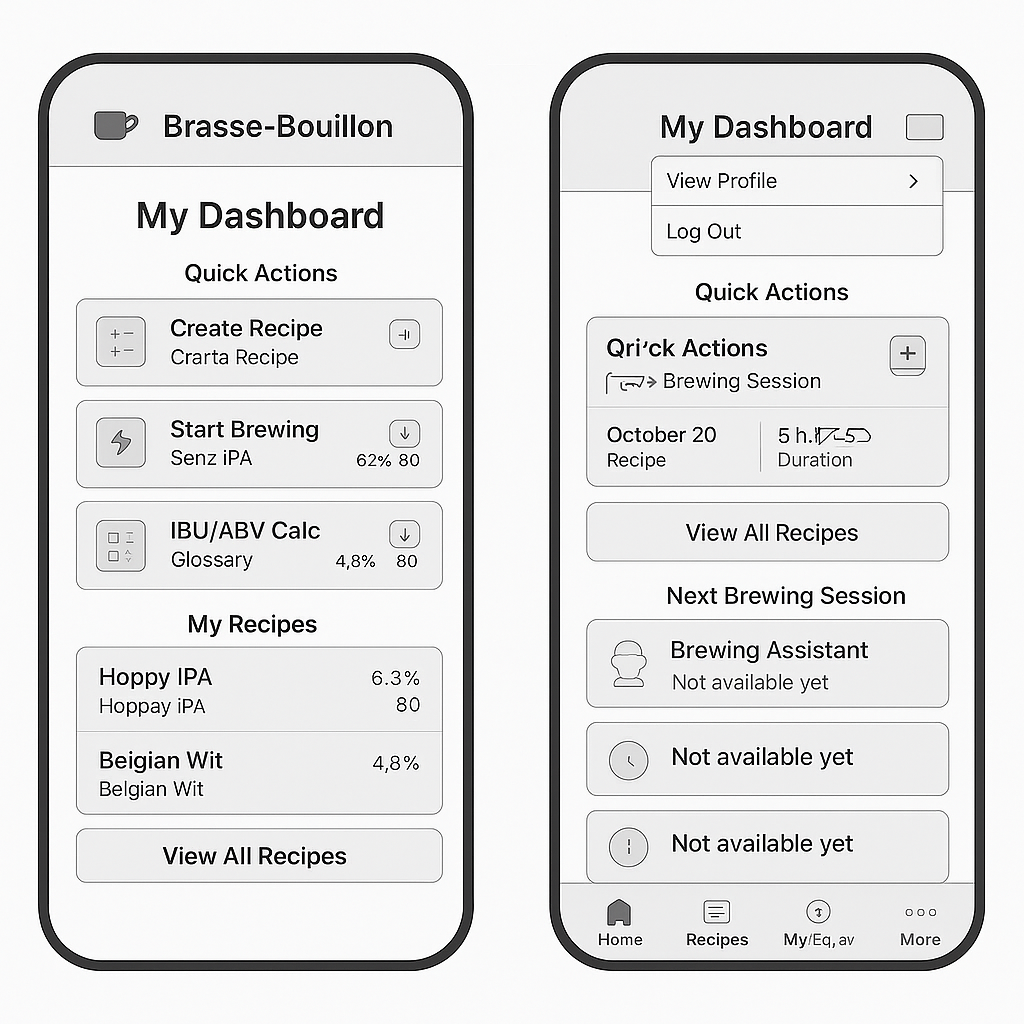 Brasse-Bouillon
My Dashboard
Quick Actions
Create Recipe
Crarta Recipe
Start Brewing
Senz iPA
62% 80
IBU/ABV Calc
Glossary
4,8% 80
My Recipes
Hoppy IPA
6.3%
Hoppay iPA
80
Beigian Wit
4,8%
Belgian Wit
View All Recipes
My Dashboard
View Profile
Log Out
Quick Actions
Qri’ck Actions
Brewing Session
October 20
Recipe
5 h.
Duration
View All Recipes
Next Brewing Session
Brewing Assistant
Not available yet
Not available yet
Not available yet
Home
Recipes
My/Eq, av
More